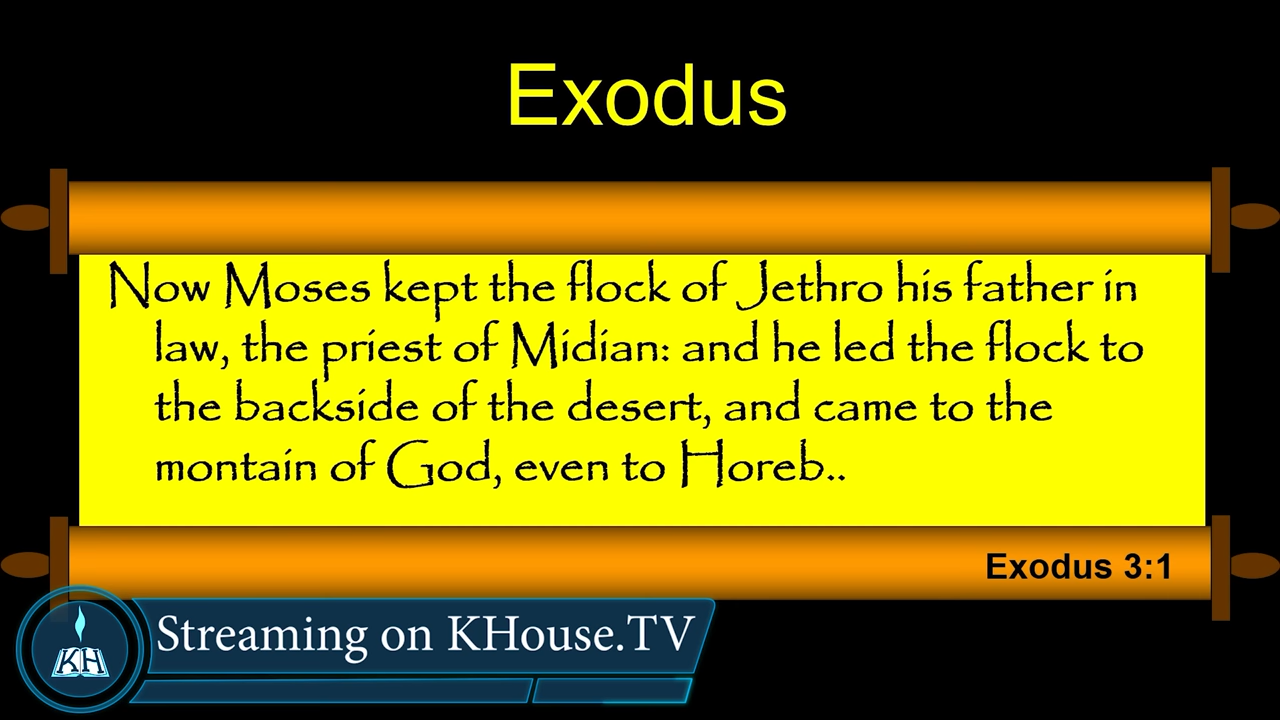 Exodus
Now Moses kept the flock of Jethro his father in
law, the priest of Midian: and he led the flock to
the backside of the desert, and came to the
montain of God, even to Horeb..
Exodus 3:1
KH
Streaming on KHouse.TV